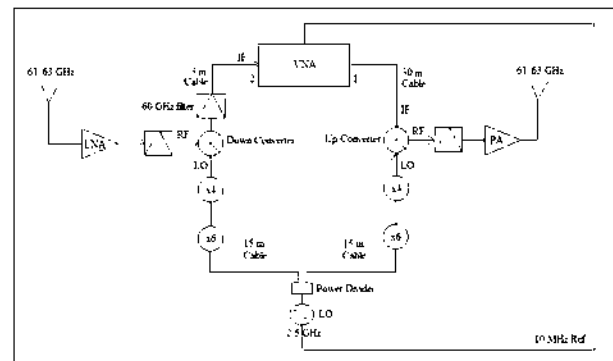 VNA
IF
2
1
Cable
30 m
Cable
61-63 GHz
61-63 GHz
60 GHz filter
IF
LNA
RF
Down Converter
Up-Converter
RF
PA
LO
LO
x4
x4
x6
x6
15 m
Cable
15 m
Cable
Power Divider
LO
2.5 GHz
10 MHz Ref